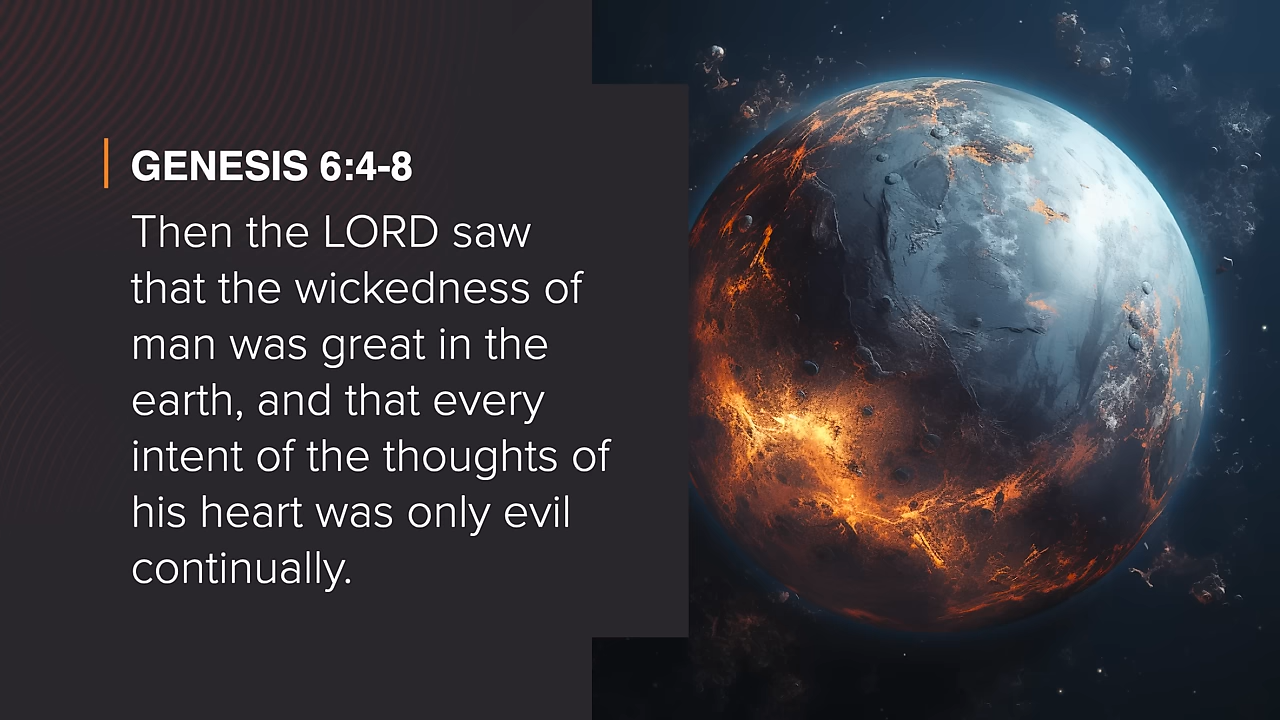 GENESIS 6:4-8
Then the LORD saw
that the wickedness of
man was great in the
earth, and that every
intent of the thoughts of
his heart was only evil
continually.